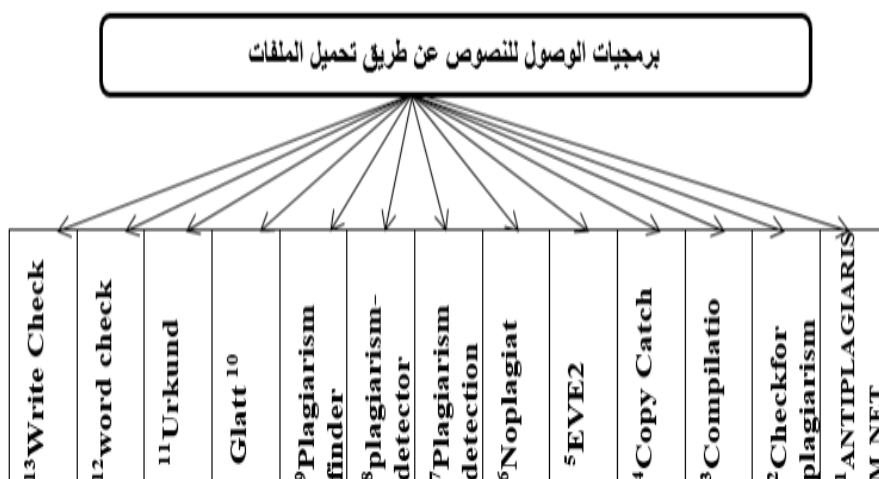 برمجيات الوصول للنصوص عن طريق تحميل الملفات
¹ANTIPLAGIARIS
M.NET
²Checkfor
plagiarism
³Compilatio
⁴Copy Catch
⁵EVE2
⁶Noplagiat
⁷Plagiarism
detection
⁸plagiarism-
detector
⁹Plagiarism
finder
Glatt ¹⁰
¹¹Urkund
¹²word check
¹³Write Check